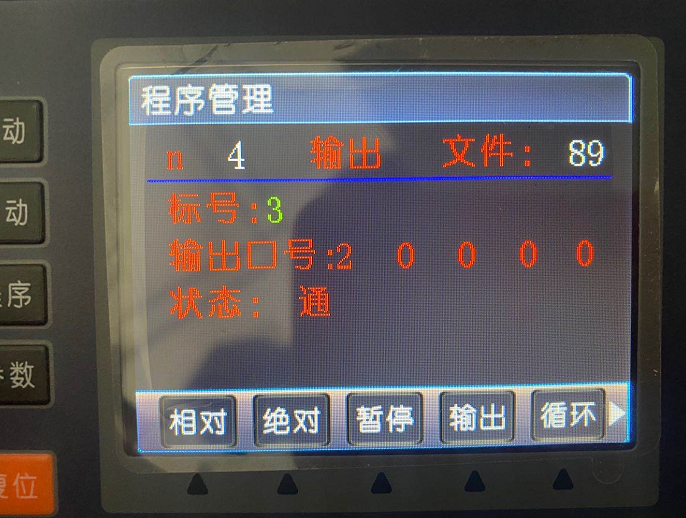 程序管理
n 4 输出 文件: 89
标号:3
输出口号:2 0 0 0 0
状态: 通
相对 绝对 暂停 输出 循环
动
动
序
数
复位